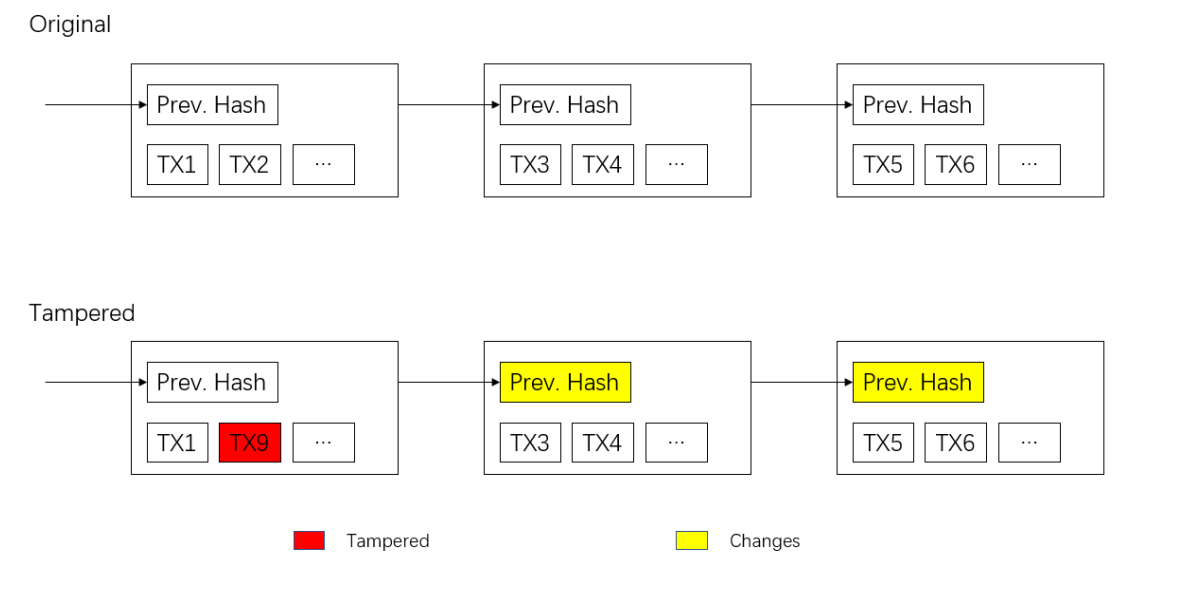 Original
Prev. Hash Prev. Hash Prev. Hash
TX1 TX2 ... TX3 TX4 ... TX5 TX6 ...
Tampered
Prev. Hash Prev. Hash Prev. Hash
TX1 TX9 ... TX3 TX4 ... TX5 TX6 ...
Tampered Changes